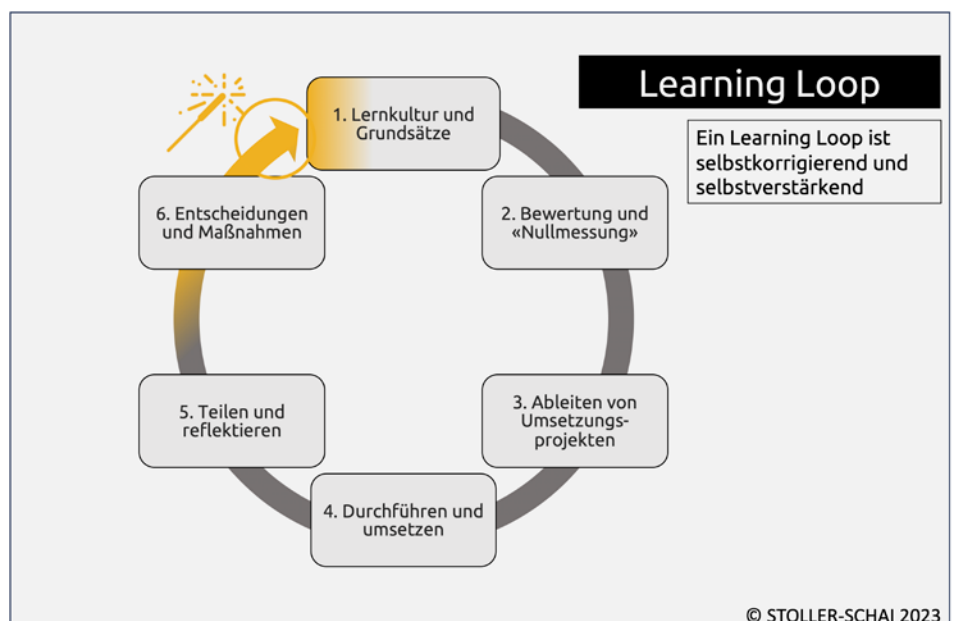 Learning Loop
Ein Learning Loop ist
selbstkorrigierend und
selbstverstärkend
1. Lernkultur und
Grundsätze
2. Bewertung und
«Nullmessung»
3. Ableiten von
Umsetzungs-
projekten
4. Durchführen und
umsetzen
5. Teilen und
reflektieren
6. Entscheidungen
und Maßnahmen
© STOLLER-SCHAI 2023